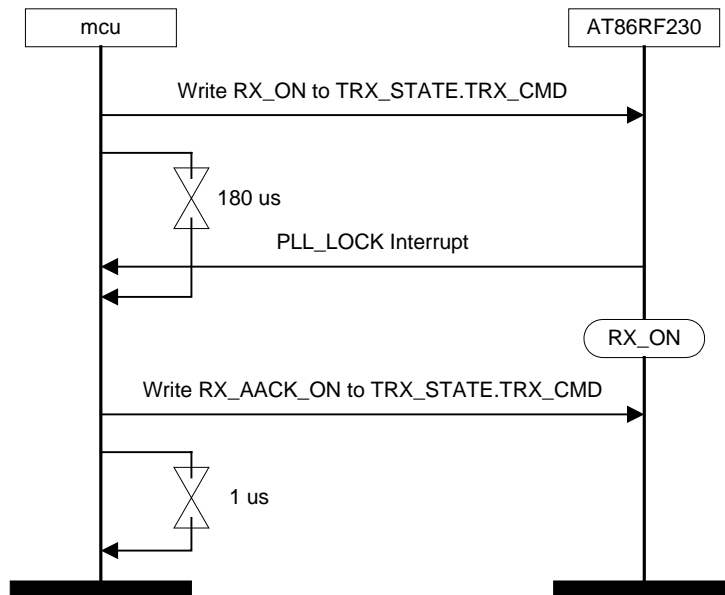 mcu
AT86RF230
Write RX_ON to TRX_STATE.TRX_CMD
180 us
PLL_LOCK Interrupt
RX_ON
Write RX_AACK_ON to TRX_STATE.TRX_CMD
1 us